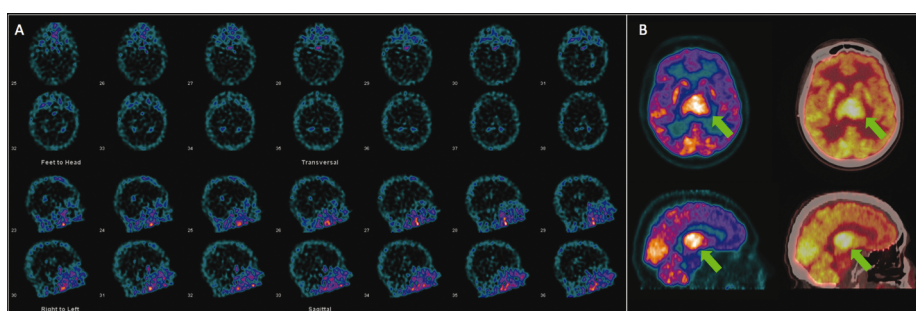 A
B
25 26 27 28 29 30 31
32 33 34 35 36 37 38
Feet to Head Transversal
23 24 25 26 27 28 29
30 31 32 33 34 35 36
Right to Left Sagittal